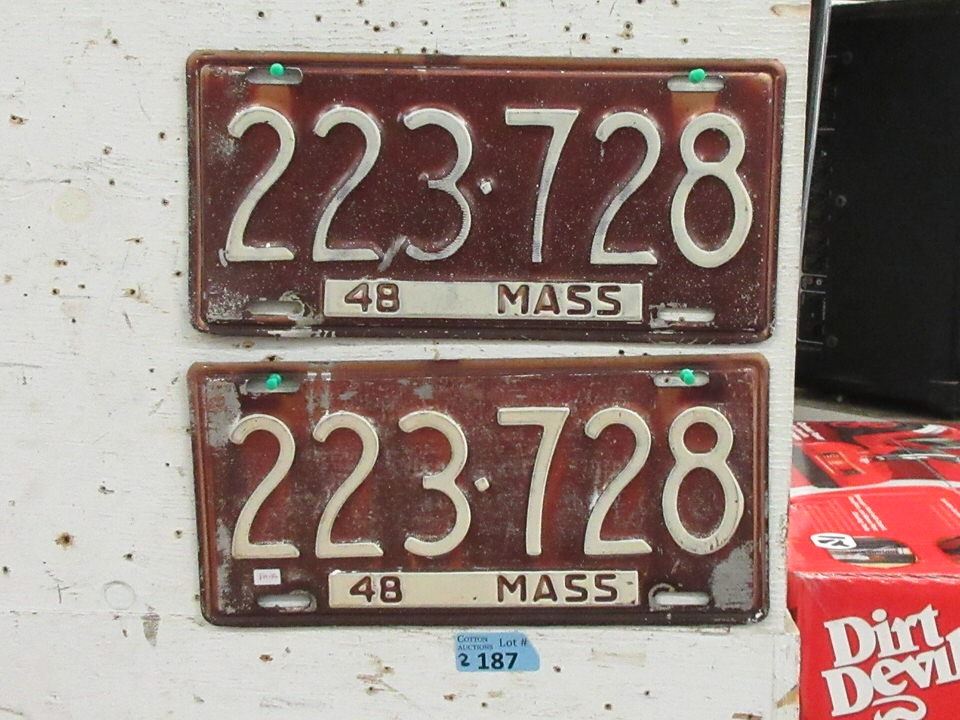 223·728
48 MASS
223·728
48 MASS
COTTON AUCTIONS Lot #
2 187
Dirt
Devil